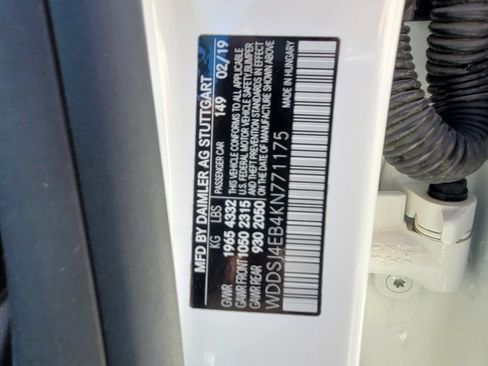 MFD BY DAIMLER AG STUTTGART
KG LBS PASSENGER CAR 149 02/19
GVWR 1965 4332 THIS VEHICLE CONFORMS TO ALL APPLICABLE
GAWR FRONT 1050 2315 U.S. FEDERAL MOTOR VEHICLE SAFETY, BUMPER
GAWR REAR 930 2050 AND THEFT PREVENTION STANDARDS IN EFFECT
ON THE DATE OF MANUFACTURE SHOWN ABOVE
WDDSJ4EB4KN771175 MADE IN HUNGARY